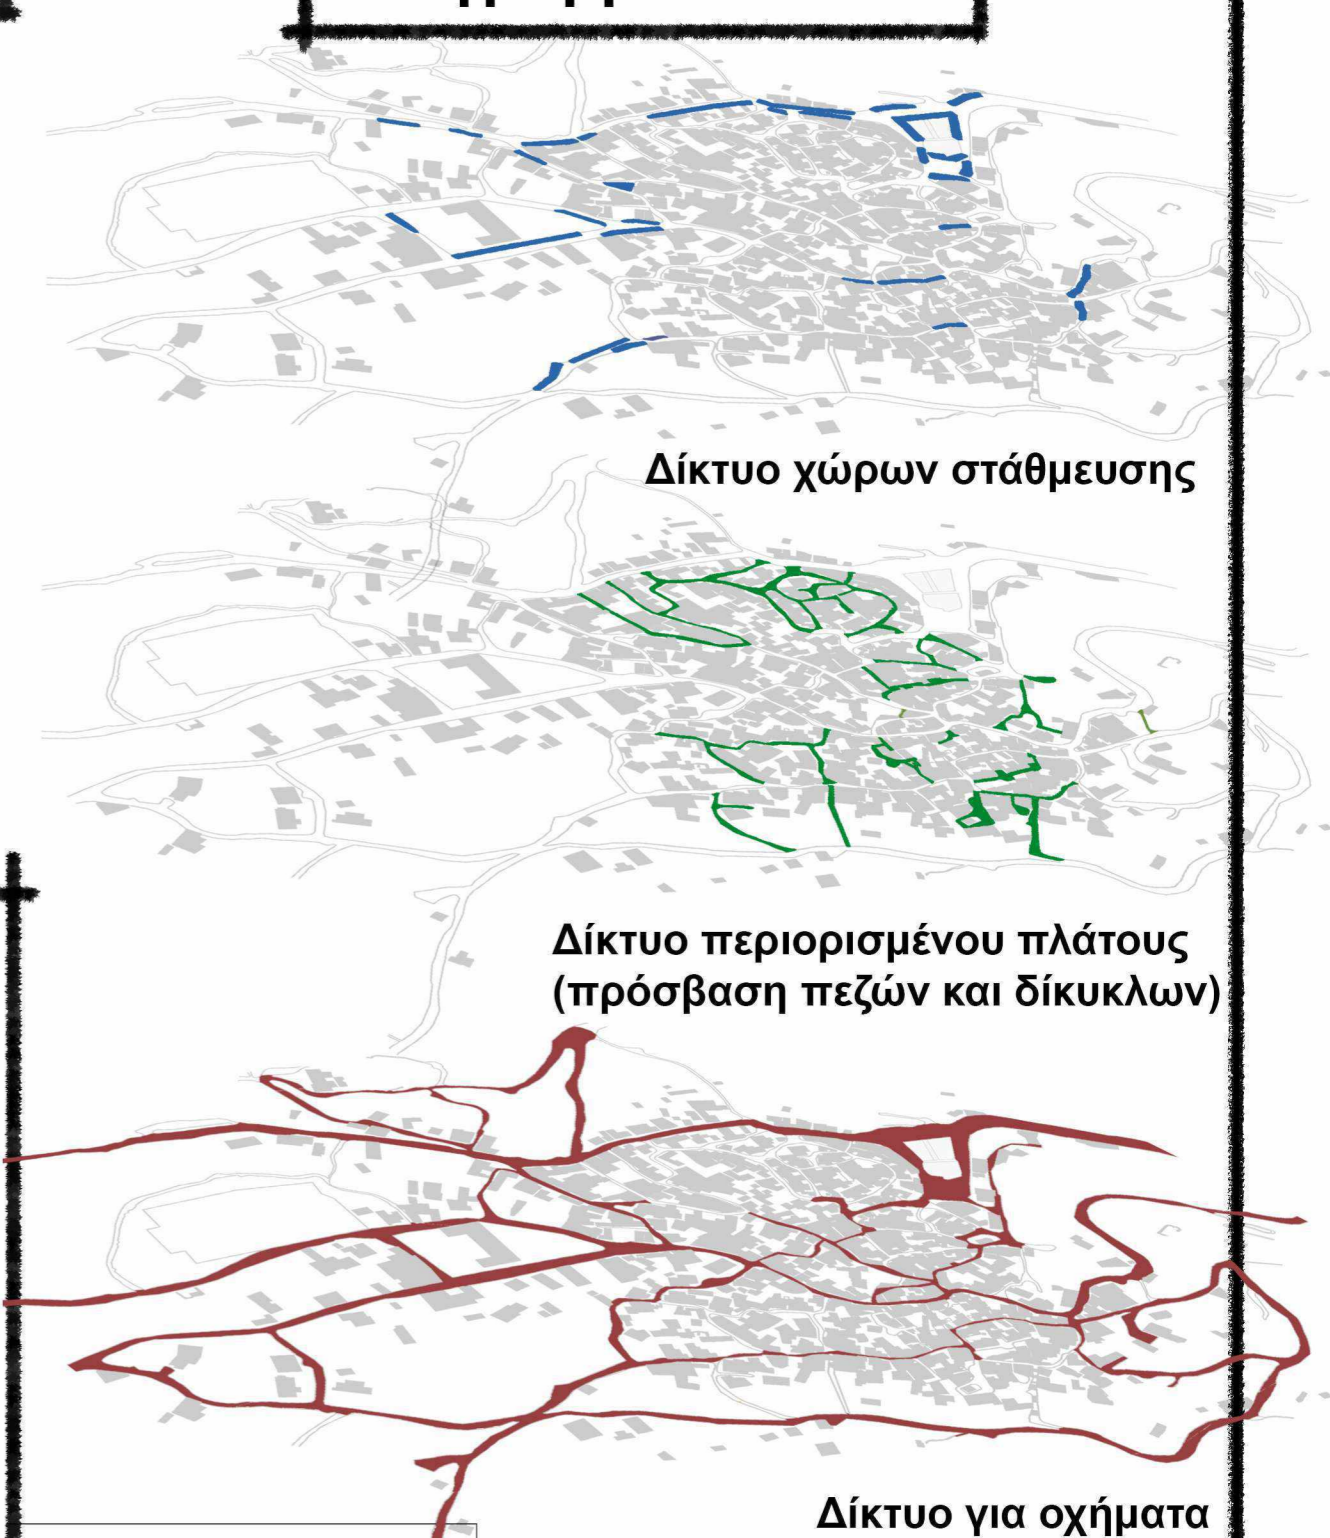 Δίκτυο χώρων στάθμευσης
Δίκτυο περιορισμένου πλάτους
(πρόσβαση πεζών και δίκυκλων)
Δίκτυο για οχήματα